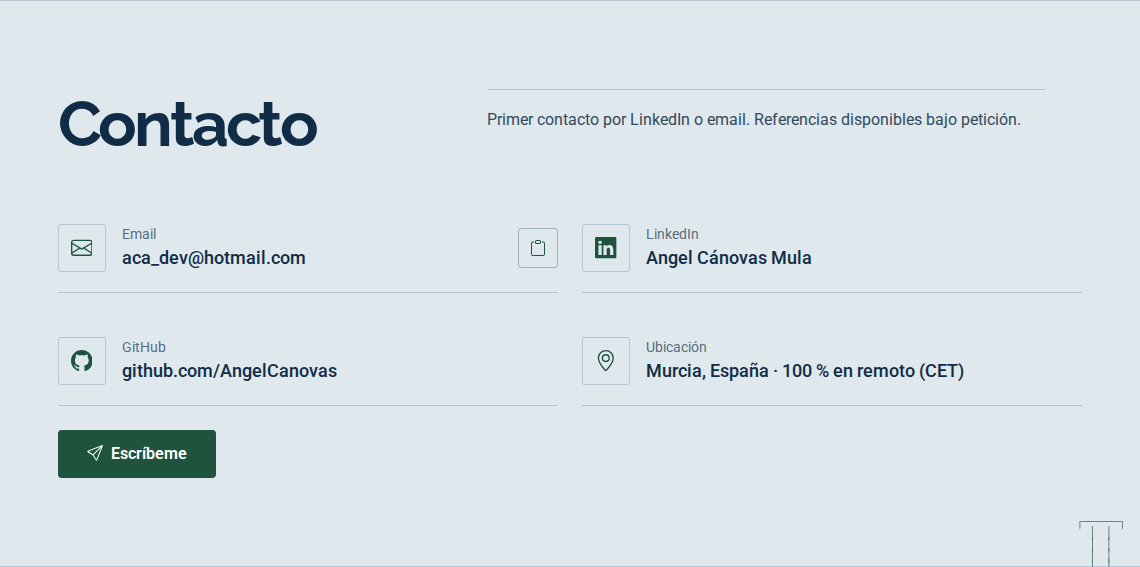 Contacto
Primer contacto por LinkedIn o email. Referencias disponibles bajo petición.
Email
aca_dev@hotmail.com
LinkedIn
Angel Cánovas Mula
GitHub
github.com/AngelCanovas
Ubicación
Murcia, España · 100 % en remoto (CET)
Escríbeme